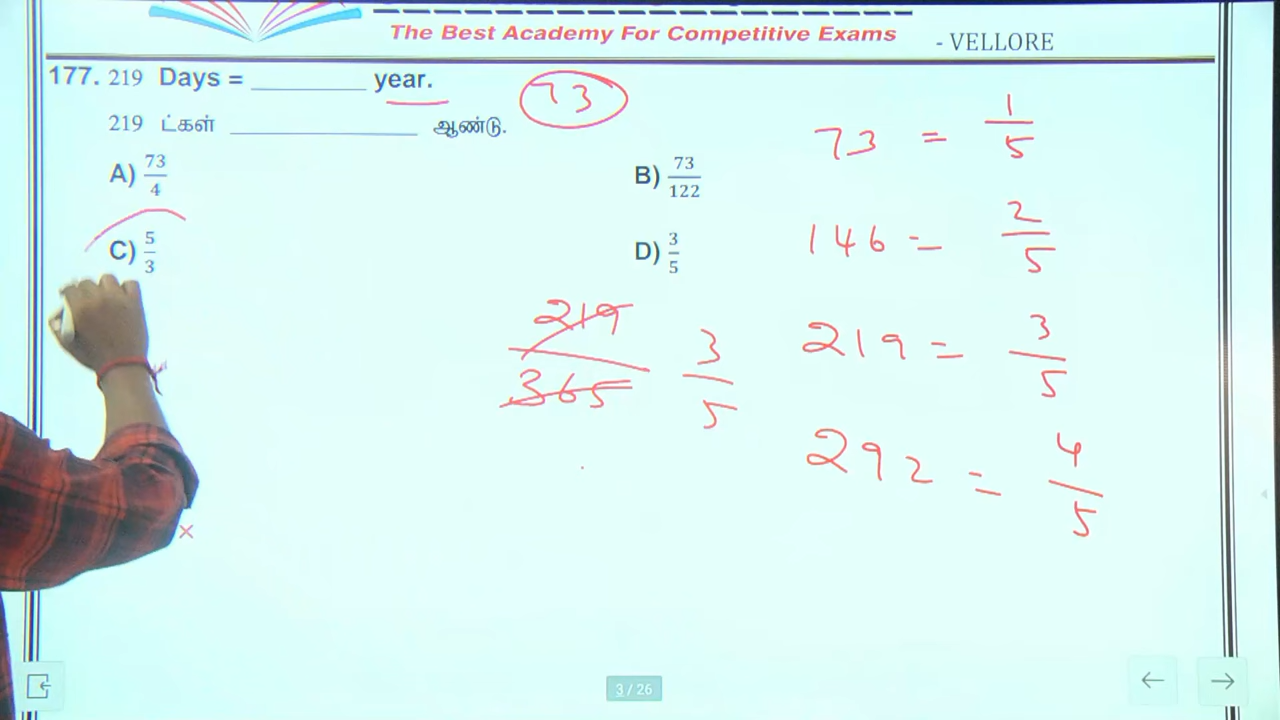 The Best Academy For Competitive Exams
- VELLORE
177. 219 Days = ________ year.
219 ட்கள் ________ ஆண்டு.
A) 73/4
B) 73/122
C) 5/3
D) 3/5
73
73 = 1/5
146 = 2/5
219 = 3/5
292 = 4/5
219/365 3/5
3 / 26